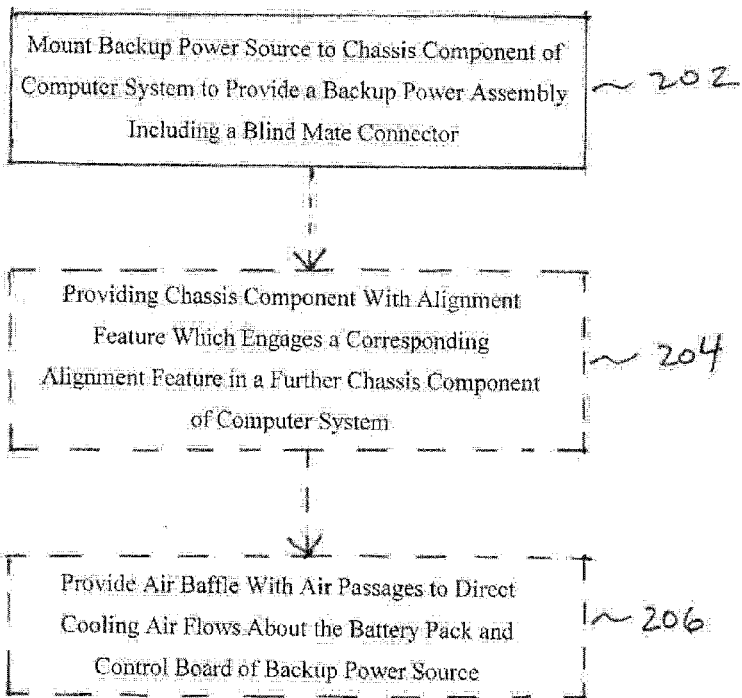 Mount Backup Power Source to Chassis Component of
Computer System to Provide a Backup Power Assembly
Including a Blind Mate Connector
202
Providing Chassis Component With Alignment
Feature Which Engages a Corresponding
Alignment Feature in a Further Chassis Component
of Computer System
204
Provide Air Baffle With Air Passages to Direct
Cooling Air Flows About the Battery Pack and
Control Board of Backup Power Source
206